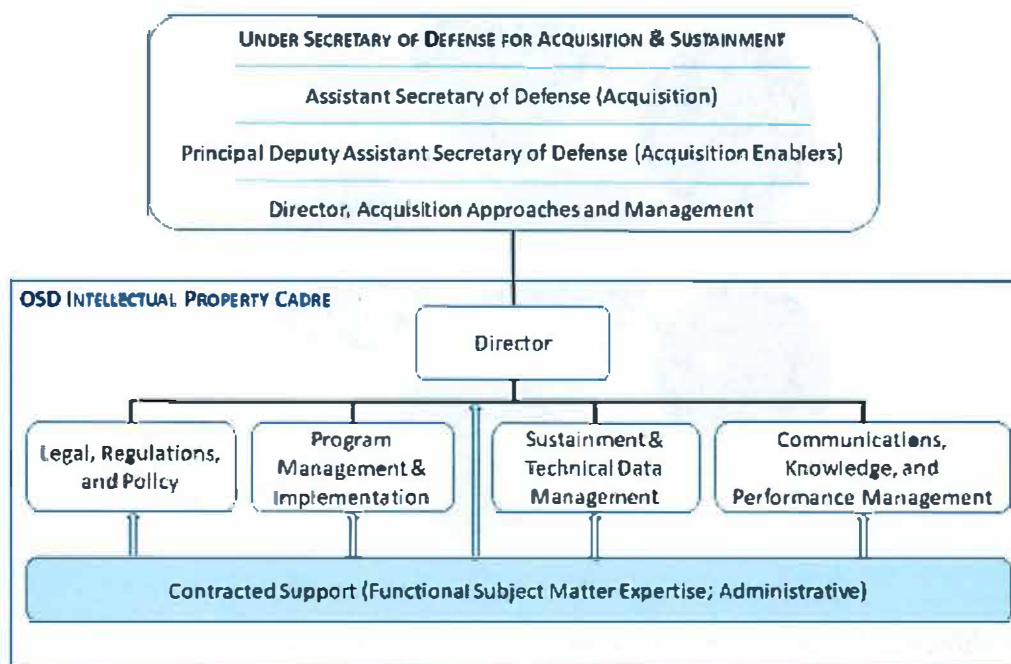 UNDER SECRETARY OF DEFENSE FOR ACQUISITION & SUSTAINMENT
Assistant Secretary of Defense (Acquisition)
Principal Deputy Assistant Secretary of Defense (Acquisition Enablers)
Director, Acquisition Approaches and Management
OSD INTELLECTUAL PROPERTY CADRE
Director
Legal, Regulations,
and Policy
Program
Management &
Implementation
Sustainment &
Technical Data
Management
Communications,
Knowledge, and
Performance Management
Contracted Support (Functional Subject Matter Expertise; Administrative)